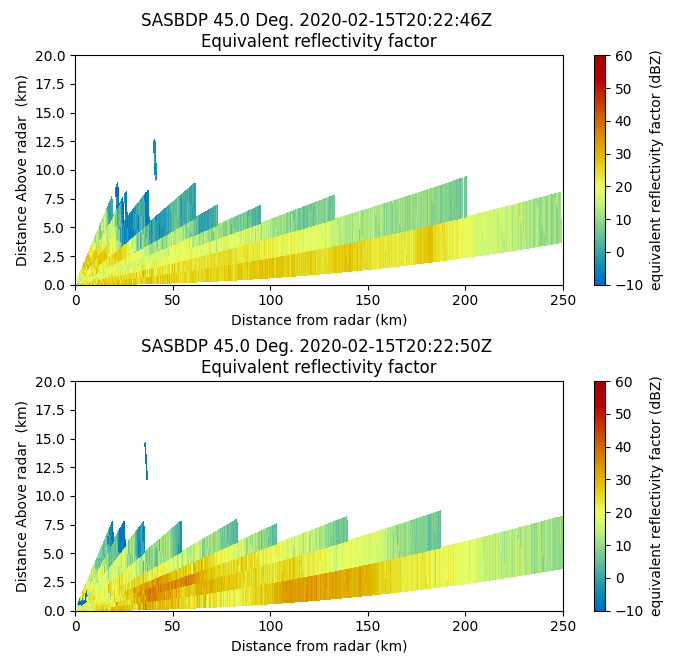 SASBDP 45.0 Deg. 2020-02-15T20:22:46Z
Equivalent reflectivity factor
20.0
17.5
15.0
12.5
10.0
7.5
5.0
2.5
0.0
Distance Above radar  (km)
0 50 100 150 200 250
Distance from radar (km)
60
50
40
30
20
10
0
−10
equivalent reflectivity factor (dBZ)
SASBDP 45.0 Deg. 2020-02-15T20:22:50Z
Equivalent reflectivity factor
20.0
17.5
15.0
12.5
10.0
7.5
5.0
2.5
0.0
Distance Above radar  (km)
0 50 100 150 200 250
Distance from radar (km)
60
50
40
30
20
10
0
−10
equivalent reflectivity factor (dBZ)